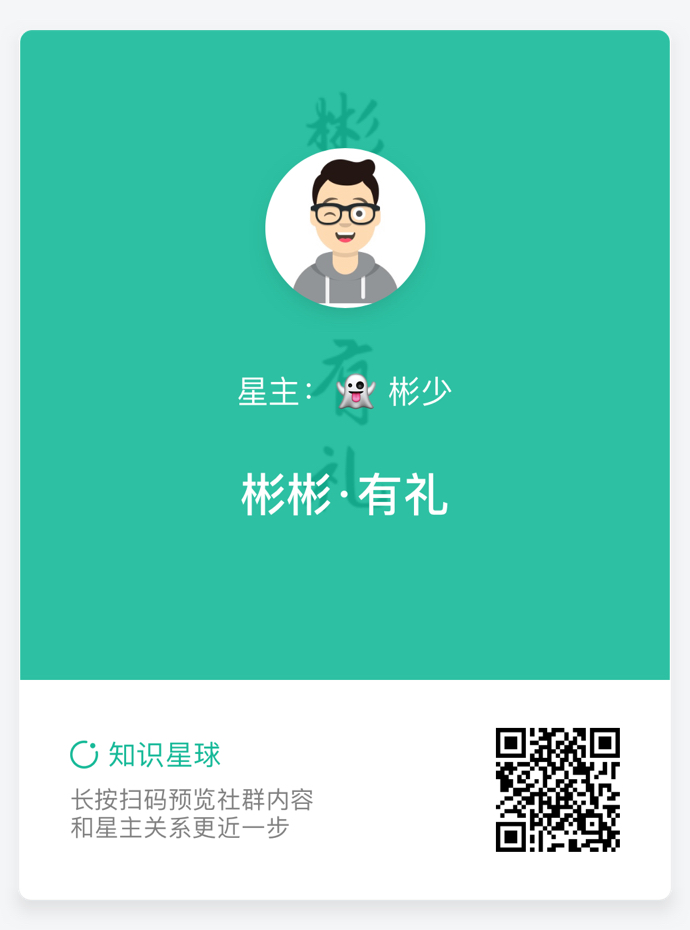 彬
有
星主：👻 彬少
礼
彬彬·有礼
知识星球
长按扫码预览社群内容
和星主关系更近一步